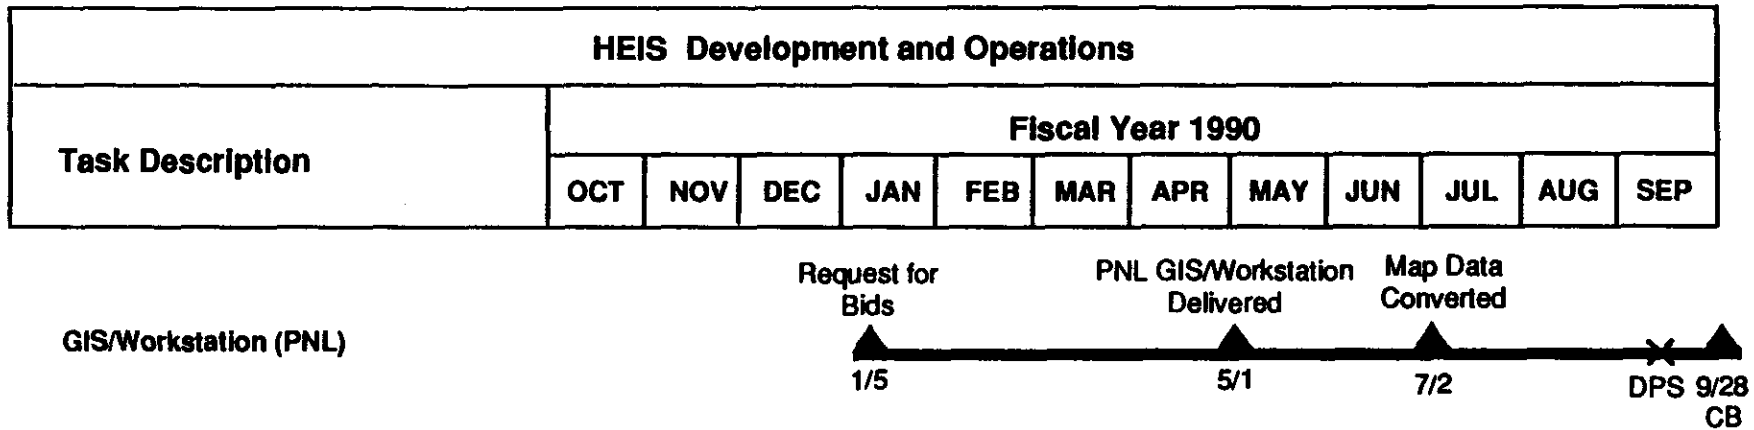 HEIS Development and Operations
Task Description
Fiscal Year 1990
OCT NOV DEC JAN FEB MAR APR MAY JUN JUL AUG SEP
Request for
Bids
PNL GIS/Workstation
Delivered
Map Data
Converted
GIS/Workstation (PNL)
1/5 5/1 7/2 DPS 9/28
CB